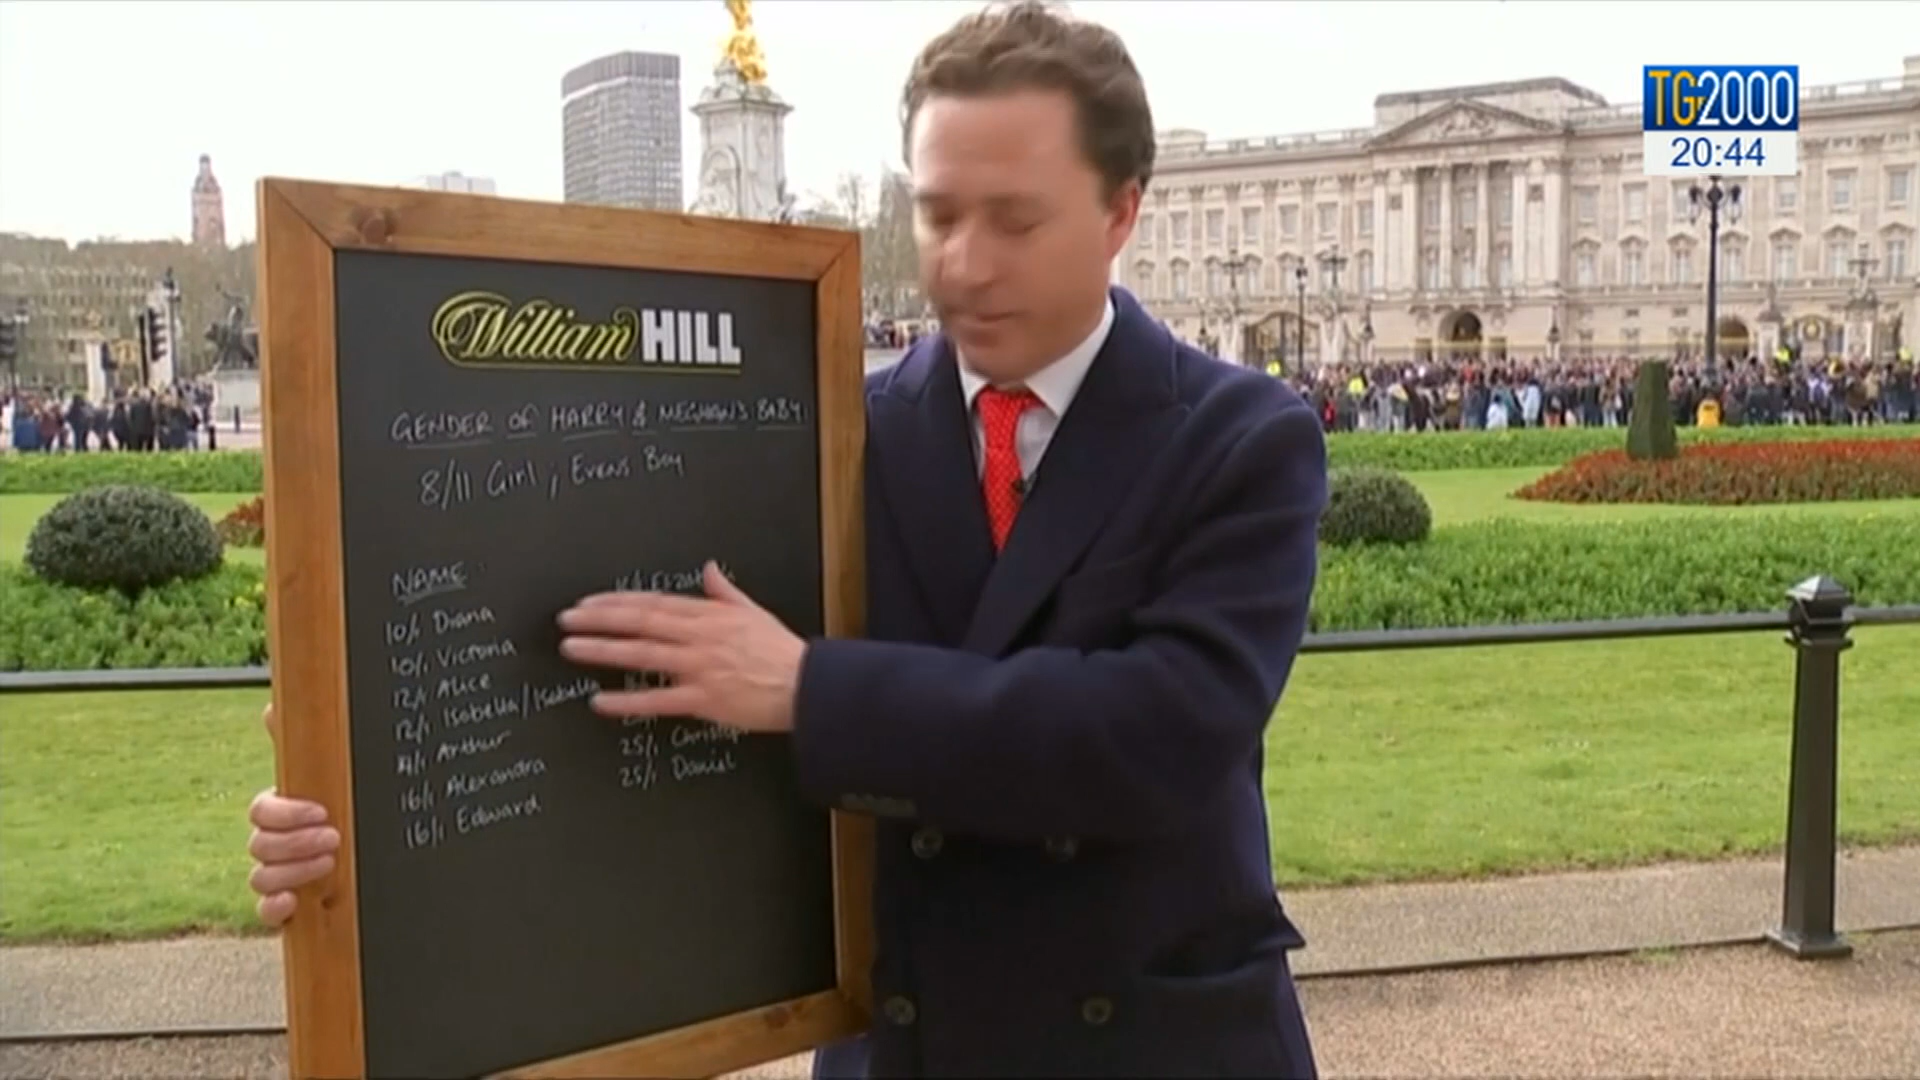 TG2000
20:44
William HILL
GENDER OF HARRY & MEGHAN'S BABY
8/11 Girl , Evens Boy
NAME
10/1 Diana
10/1 Victoria
12/1 Alice
12/1 Isobella/Isabella
Arthur
16/1 Alexandra
16/1 Edward
25/1
25/1 Daniel